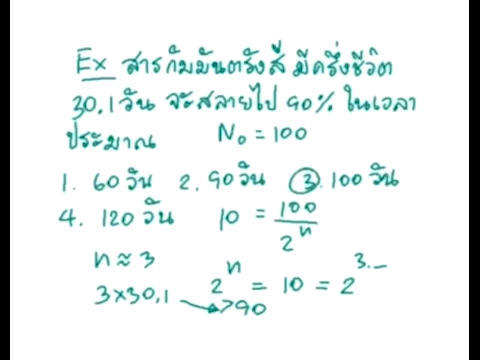 Ex สารกัมมันตรังสี มีครึ่งชีวิต
30.1 วัน จะสลายไป 90% ในเวลา
ประมาณ N₀ = 100
1. 60 วัน 2. 90 วัน 3. 100 วัน
4. 120 วัน 10 = 100/2ⁿ
n ≈ 3 2ⁿ = 10 = 2³·–
3×30.1 → >90